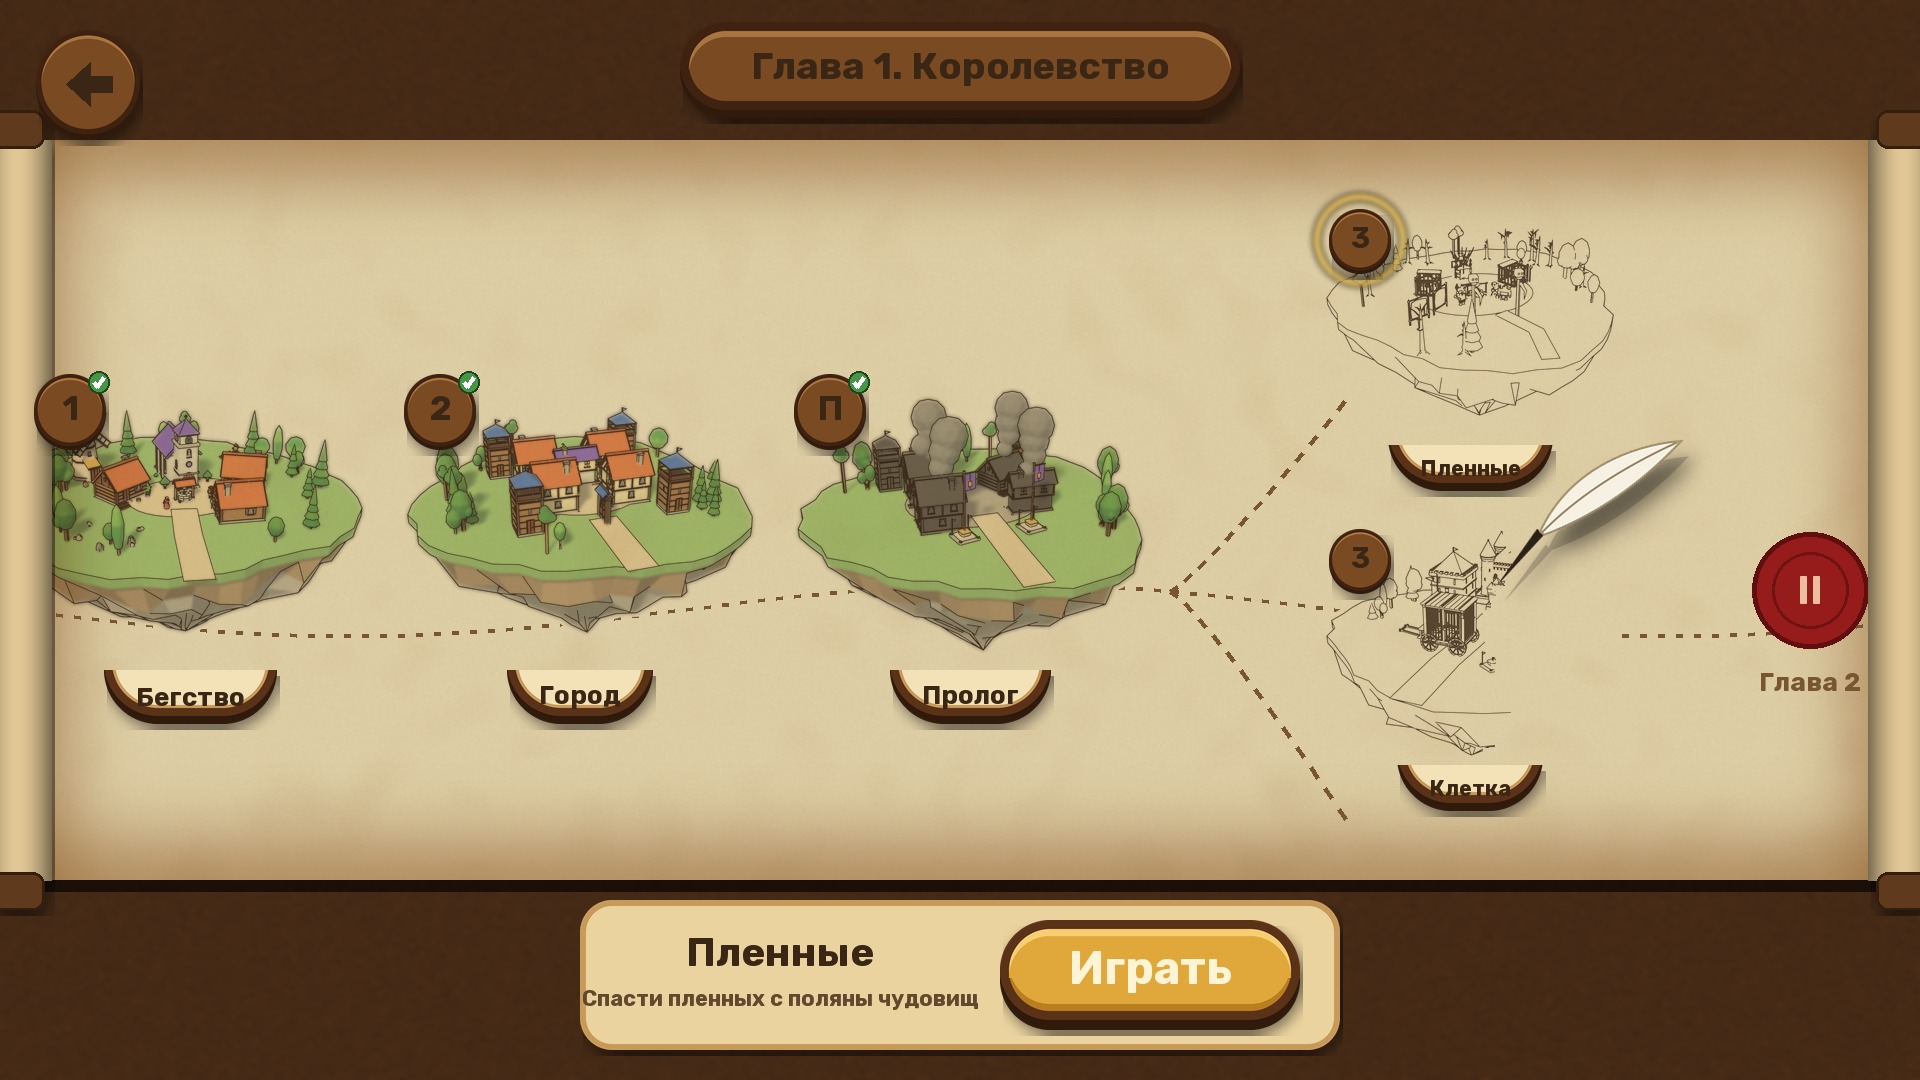 Глава 1. Королевство
3
1
2
П
Пленные
3
Бегство
Город
Пролог
Глава 2
Клетка
Пленные
Спасти пленных с поляны чудовищ
Играть